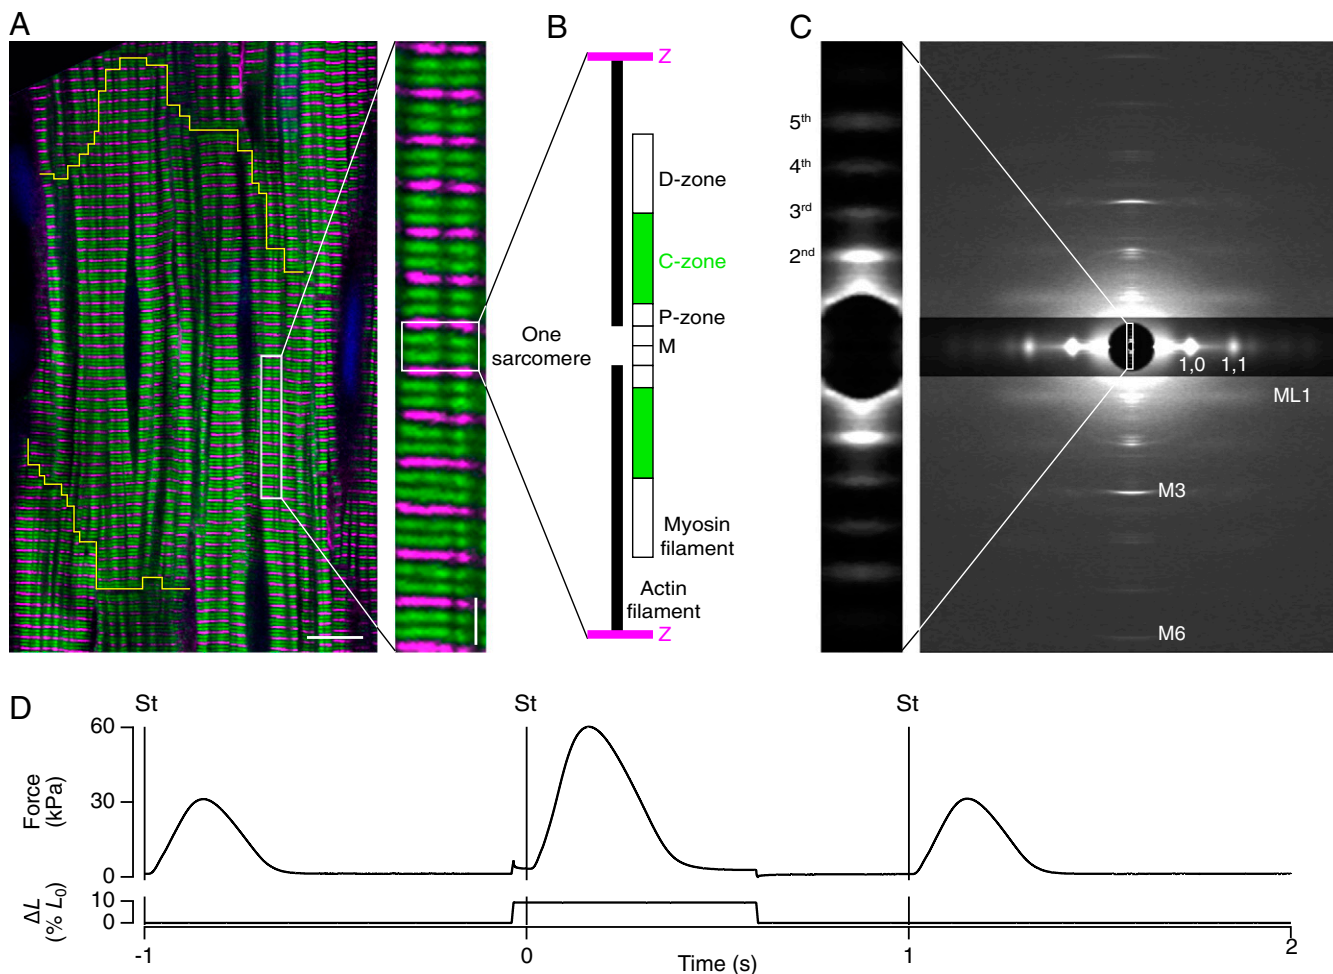 A
B
Z
D-zone
C-zone
P-zone
M
One
sarcomere
Myosin
filament
Actin
filament
Z
C
5th
4th
3rd
2nd
1,0
1,1
ML1
M3
M6
D
St
St
St
Force
(kPa)
60
30
0
ΔL
(% L0)
10
0
-1
0
1
2
Time (s)